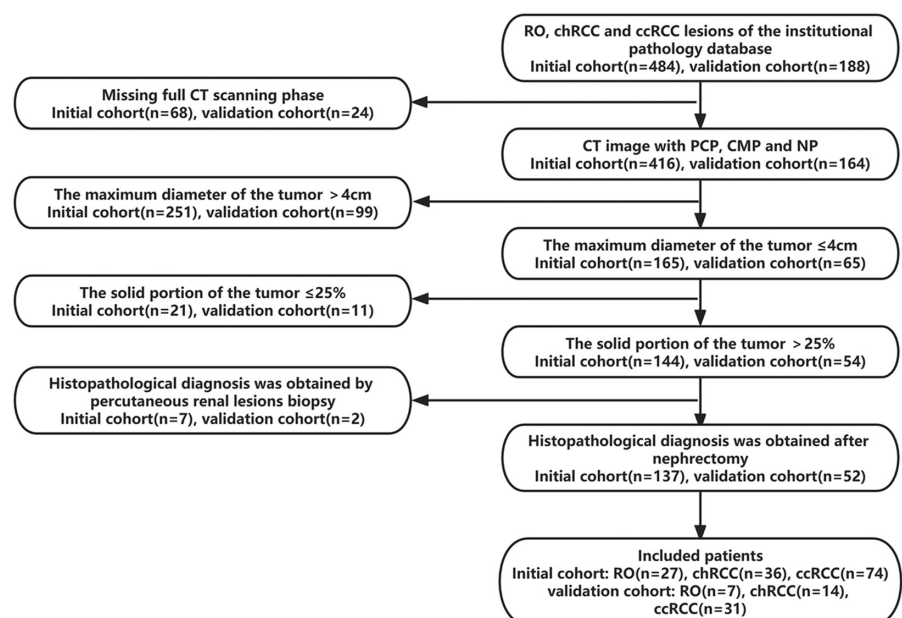 RO, chRCC and ccRCC lesions of the institutional
pathology database
Initial cohort(n=484), validation cohort(n=188)
Missing full CT scanning phase
Initial cohort(n=68), validation cohort(n=24)
CT image with PCP, CMP and NP
Initial cohort(n=416), validation cohort(n=164)
The maximum diameter of the tumor >4cm
Initial cohort(n=251), validation cohort(n=99)
The maximum diameter of the tumor ≤4cm
Initial cohort(n=165), validation cohort(n=65)
The solid portion of the tumor ≤25%
Initial cohort(n=21), validation cohort(n=11)
The solid portion of the tumor >25%
Initial cohort(n=144), validation cohort(n=54)
Histopathological diagnosis was obtained by
percutaneous renal lesions biopsy
Initial cohort(n=7), validation cohort(n=2)
Histopathological diagnosis was obtained after
nephrectomy
Initial cohort(n=137), validation cohort(n=52)
Included patients
Initial cohort: RO(n=27), chRCC(n=36), ccRCC(n=74)
validation cohort: RO(n=7), chRCC(n=14),
ccRCC(n=31)